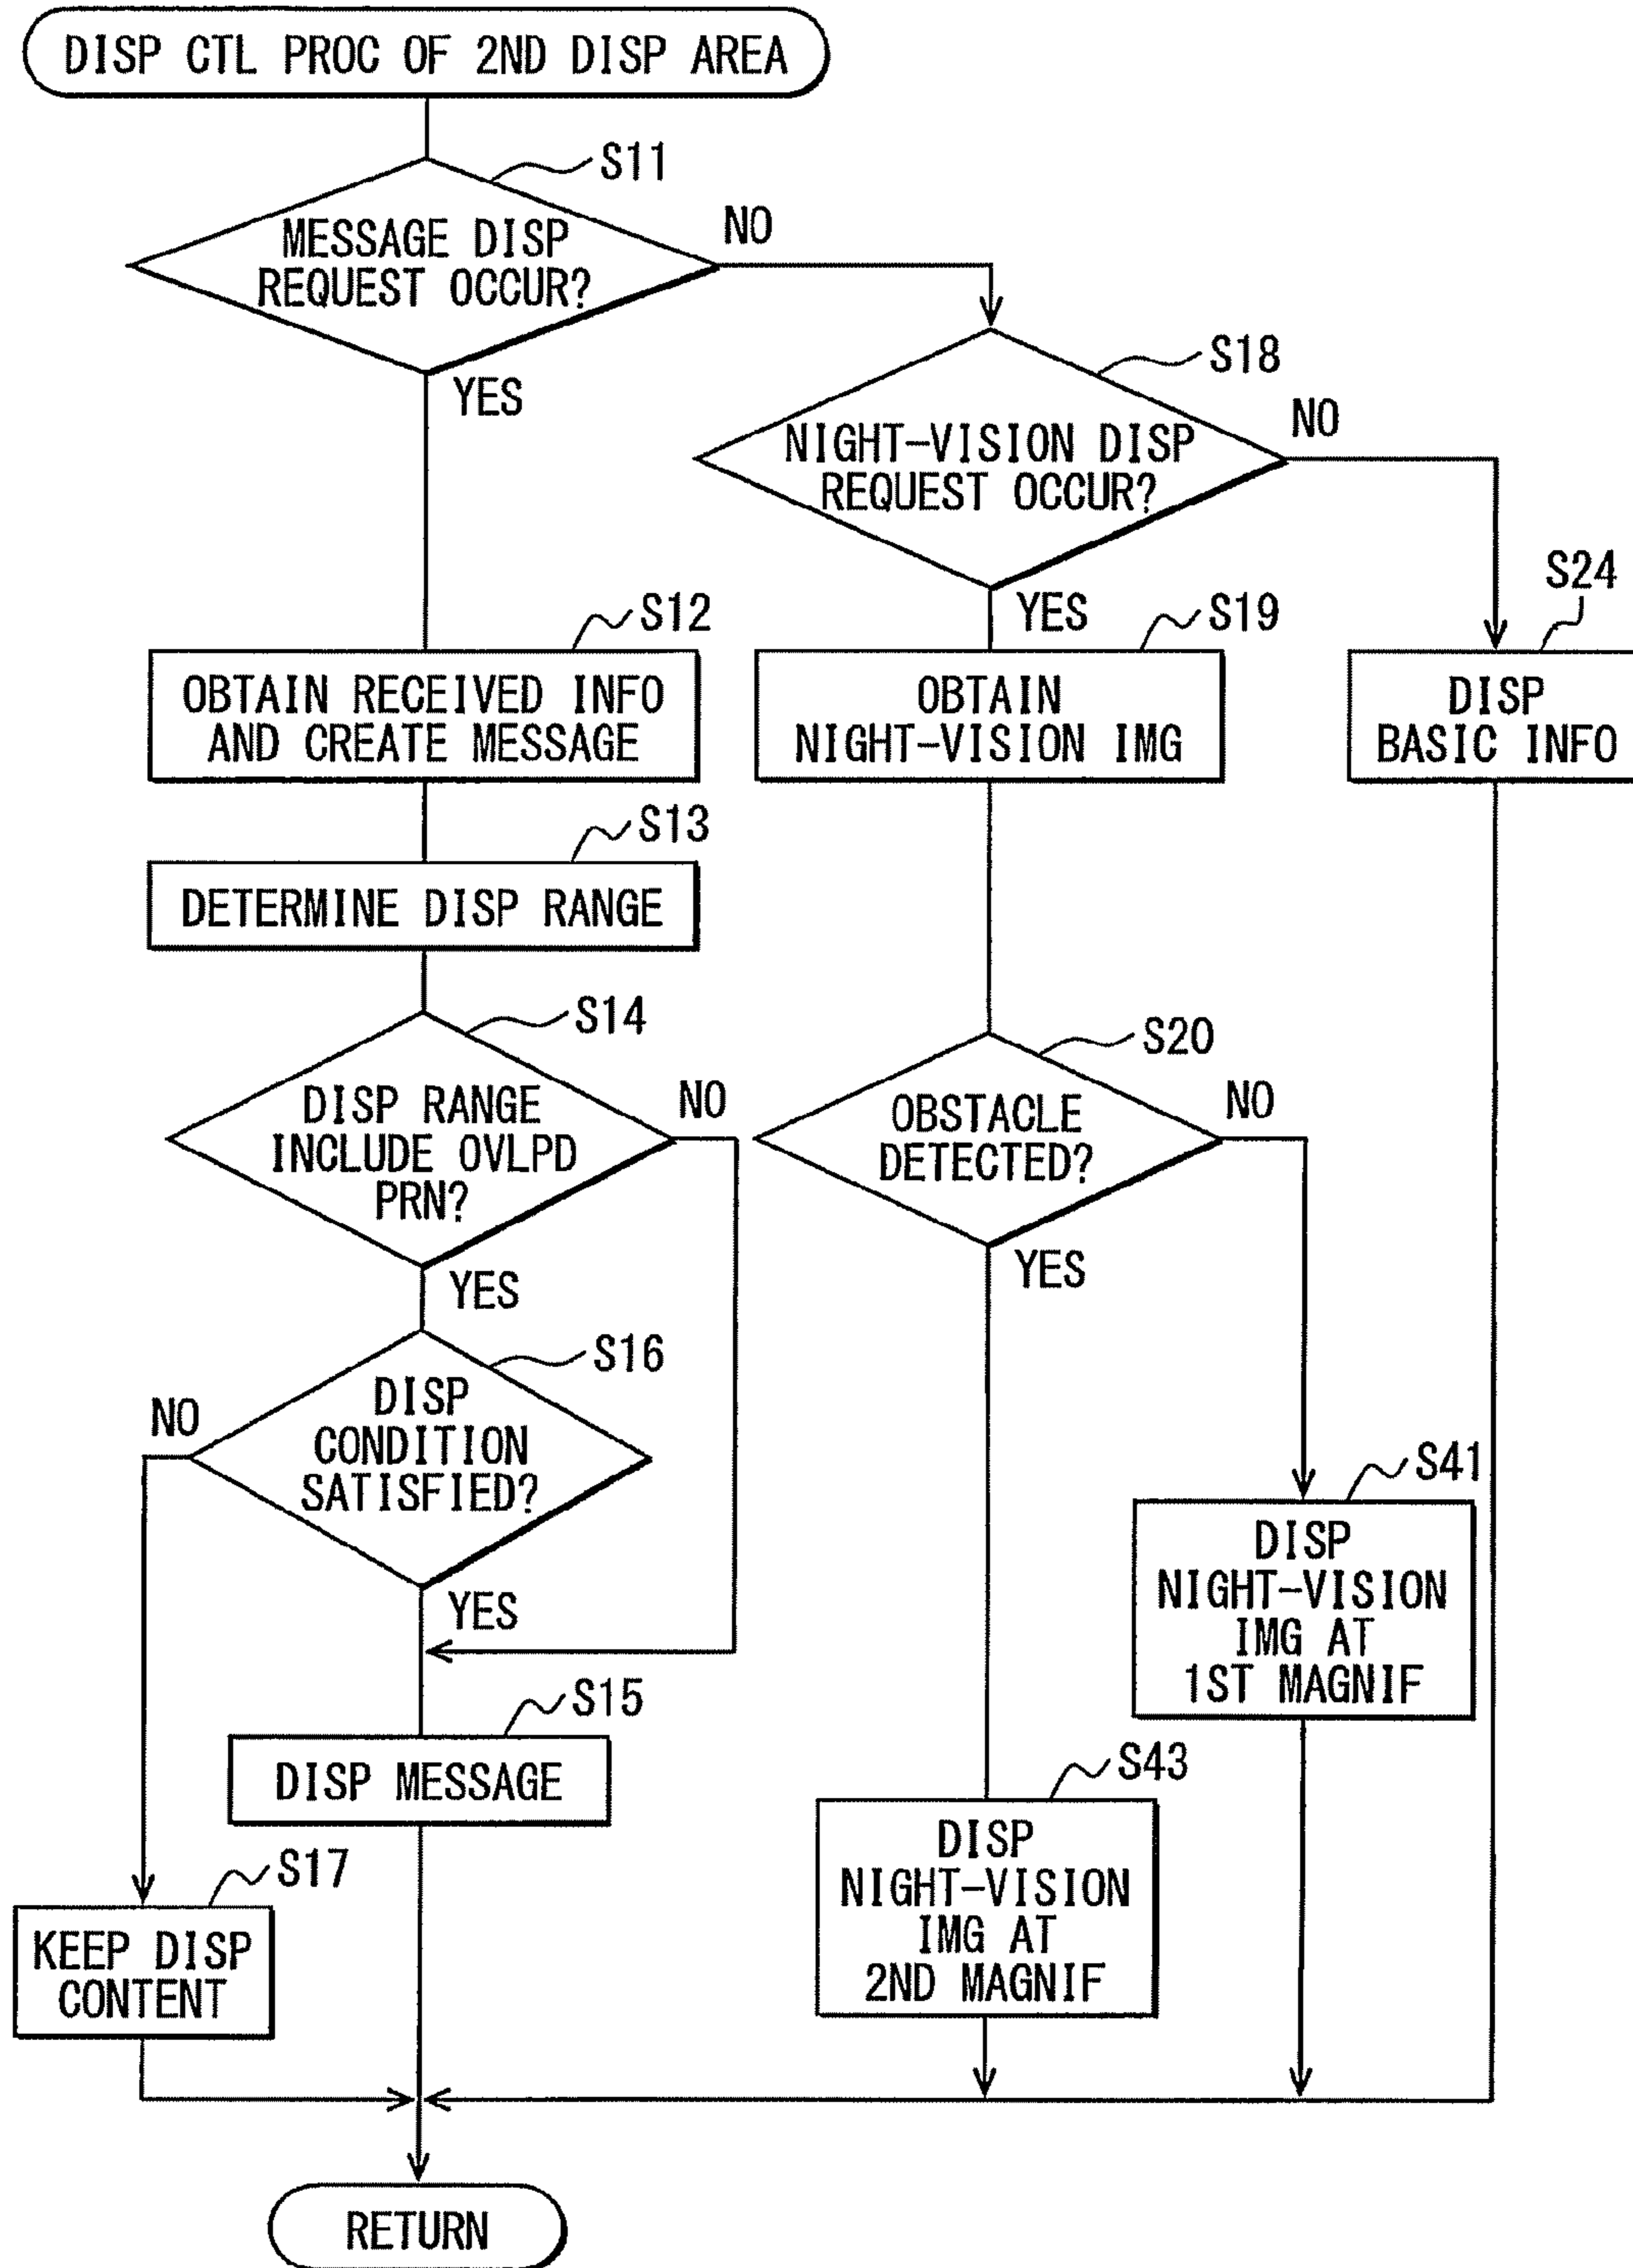 DISP CTL PROC OF 2ND DISP AREA
S11
MESSAGE DISP
REQUEST OCCUR?
NO
YES
S18
NIGHT-VISION DISP
REQUEST OCCUR?
NO
YES
S12
OBTAIN RECEIVED INFO
AND CREATE MESSAGE
S19
OBTAIN
NIGHT-VISION IMG
S24
DISP
BASIC INFO
S13
DETERMINE DISP RANGE
S14
DISP RANGE
INCLUDE OVLPD
PRN?
NO
YES
S20
OBSTACLE
DETECTED?
NO
YES
S16
DISP
CONDITION
SATISFIED?
NO
YES
S41
DISP
NIGHT-VISION
IMG AT
1ST MAGNIF
S15
DISP MESSAGE
S43
DISP
NIGHT-VISION
IMG AT
2ND MAGNIF
S17
KEEP DISP
CONTENT
RETURN